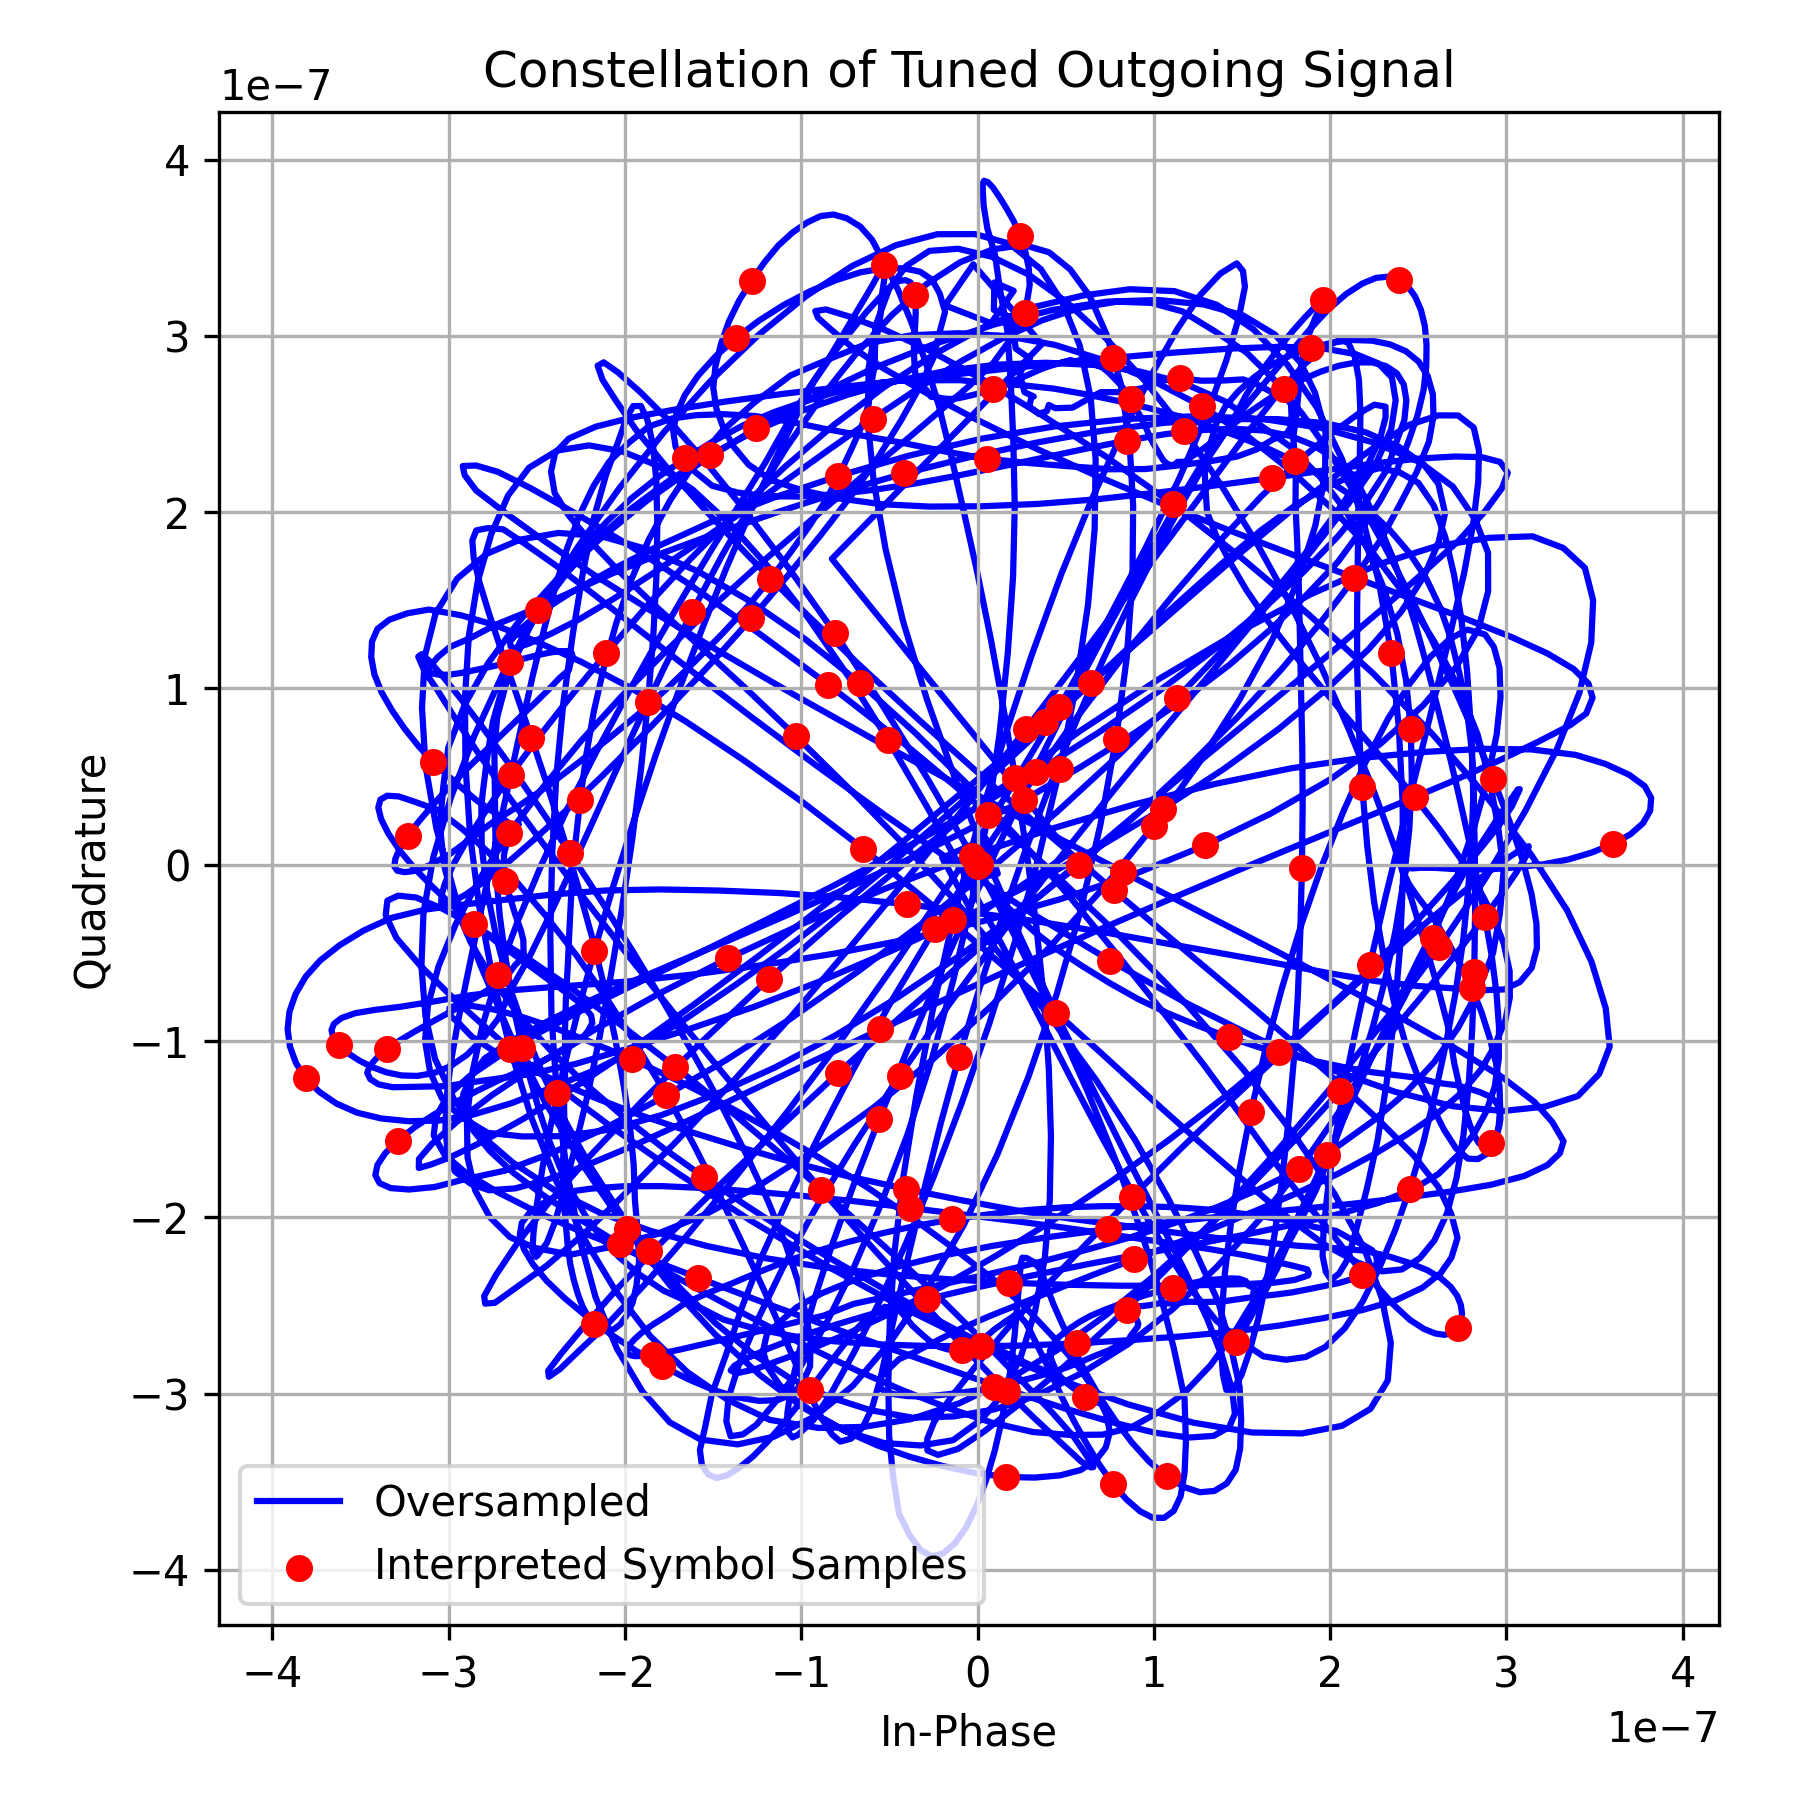 Constellation of Tuned Outgoing Signal
1e−7
4
3
2
1
0
−1
−2
−3
−4
Quadrature
Oversampled
Interpreted Symbol Samples
−4 −3 −2 −1 0 1 2 3 4
In-Phase
1e−7